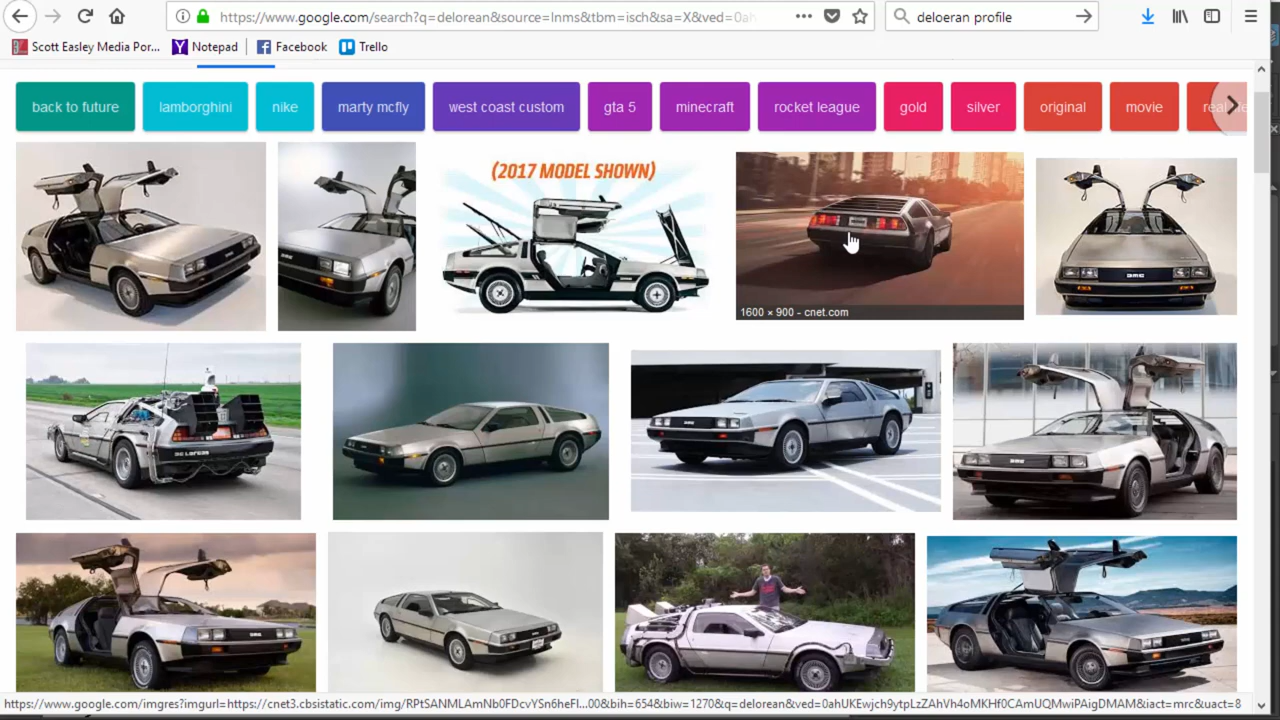 https://www.google.com/search?q=delorean&source=lnms&tbm=isch&sa=X&ved=0ah
deloeran profile
Scott Easley Media Por...
Notepad
Facebook
Trello
back to future
lamborghini
nike
marty mcfly
west coast custom
gta 5
minecraft
rocket league
gold
silver
original
movie
(2017 MODEL SHOWN)
1600 × 900 - cnet.com
DMC
https://www.google.com/imgres?imgurl=https://cnet3.cbsistatic.com/img/RPtSANMLAmNb0FDcvYSn6heFl...00&bih=654&biw=1270&q=delorean&ved=0ahUKEwjch9ytpLzZAhVh4oMKHf0CAmUQMwiPAigDMAM&iact=mrc&uact=8